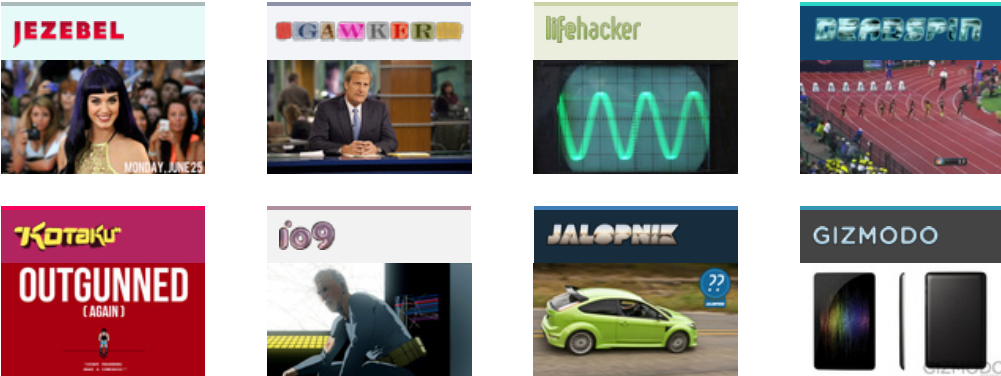 JEZEBEL
GAWKER
lifehacker
DEADSPIN
MONDAY, JUNE 25
KOTAKU
io9
JALOPNIK
GIZMODO
OUTGUNNED
(AGAIN)
??
GIZMODO